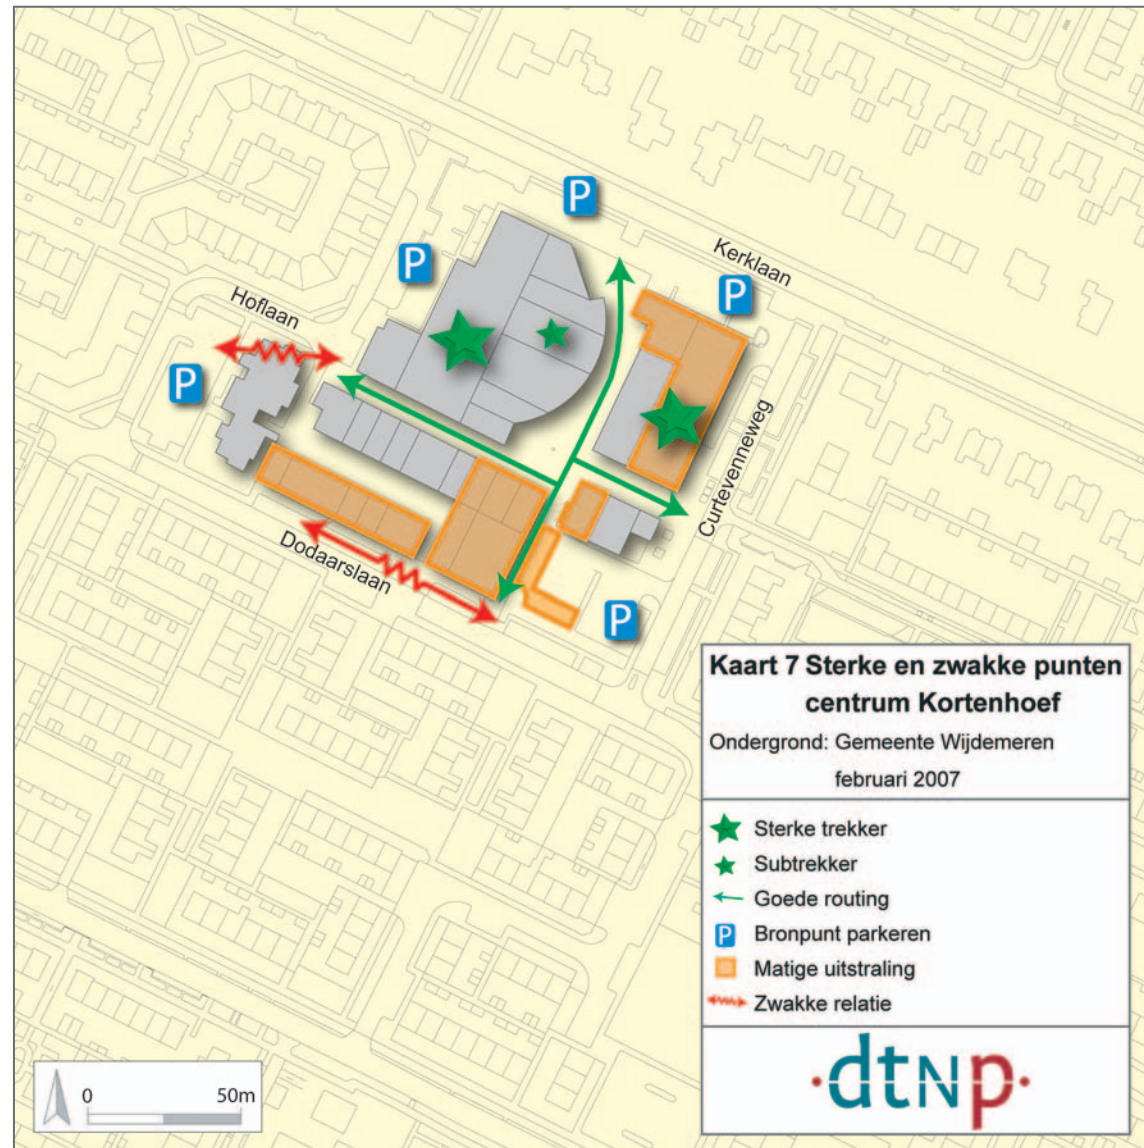 P
P
Kerklaan
P
Hoflaan
P
Curtevenneweg
Dodaarslaan
P
Kaart 7 Sterke en zwakke punten
centrum Kortenhoef
Ondergrond: Gemeente Wijdemeren
februari 2007
Sterke trekker
Subtrekker
Goede routing
P Bronpunt parkeren
Matige uitstraling
Zwakke relatie
0 50m
·dtNp·